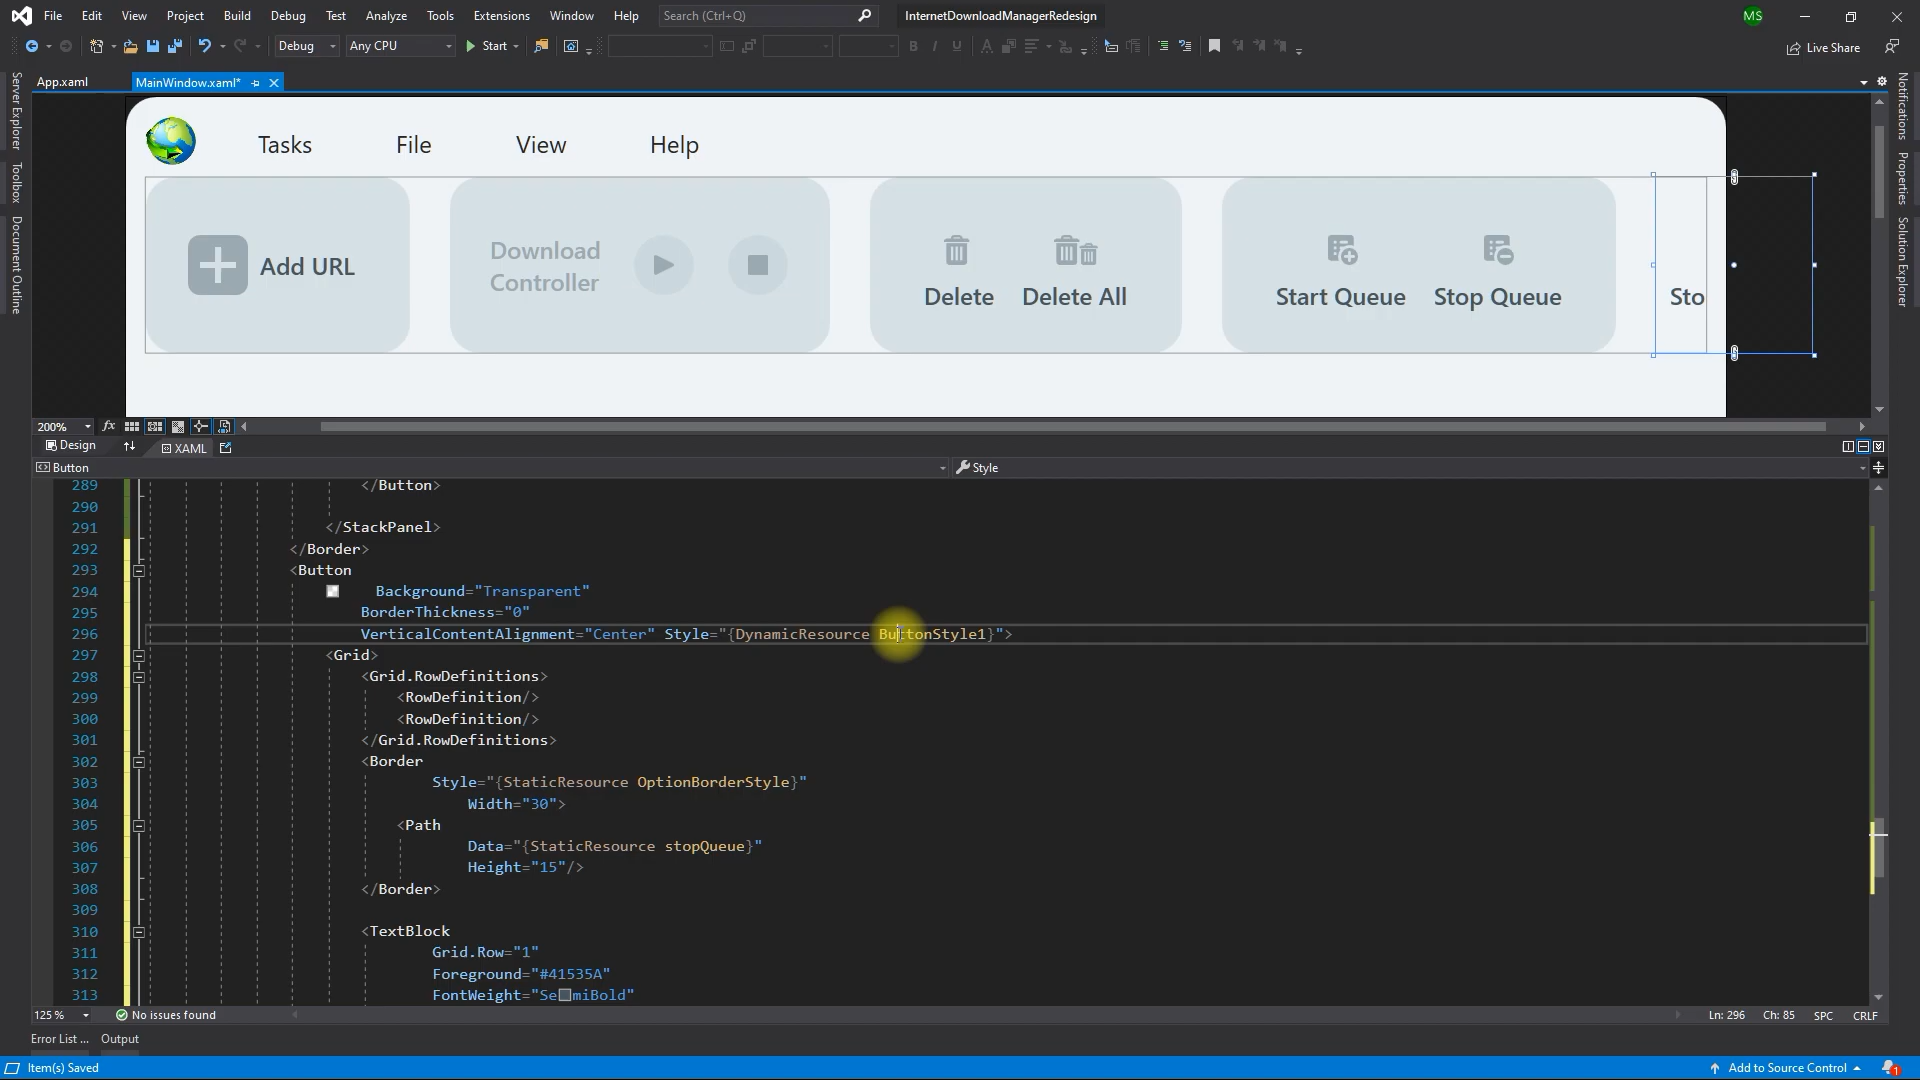 File Edit View Project Build Debug Test Analyze Tools Extensions Window Help Search (Ctrl+Q) InternetDownloadManagerRedesign MS
Debug Any CPU Start Live Share
App.xaml MainWindow.xaml*
Server Explorer
Toolbox
Document Outline
Notifications
Properties
Solution Explorer
Tasks File View Help
Add URL
Download
Controller
Delete Delete All
Start Queue Stop Queue
Sto
200%
Design XAML
Button Style
289 </Button>
290
291 </StackPanel>
292 </Border>
293 <Button
294 Background="Transparent"
295 BorderThickness="0"
296 VerticalContentAlignment="Center" Style="{DynamicResource ButtonStyle1}">
297 <Grid>
298 <Grid.RowDefinitions>
299 <RowDefinition/>
300 <RowDefinition/>
301 </Grid.RowDefinitions>
302 <Border
303 Style="{StaticResource OptionBorderStyle}"
304 Width="30">
305 <Path
306 Data="{StaticResource stopQueue}"
307 Height="15"/>
308 </Border>
309
310 <TextBlock
311 Grid.Row="1"
312 Foreground="#41535A"
313 FontWeight="SemiBold"
125 % No issues found Ln: 296 Ch: 85 SPC CRLF
Error List ... Output
Item(s) Saved Add to Source Control 1